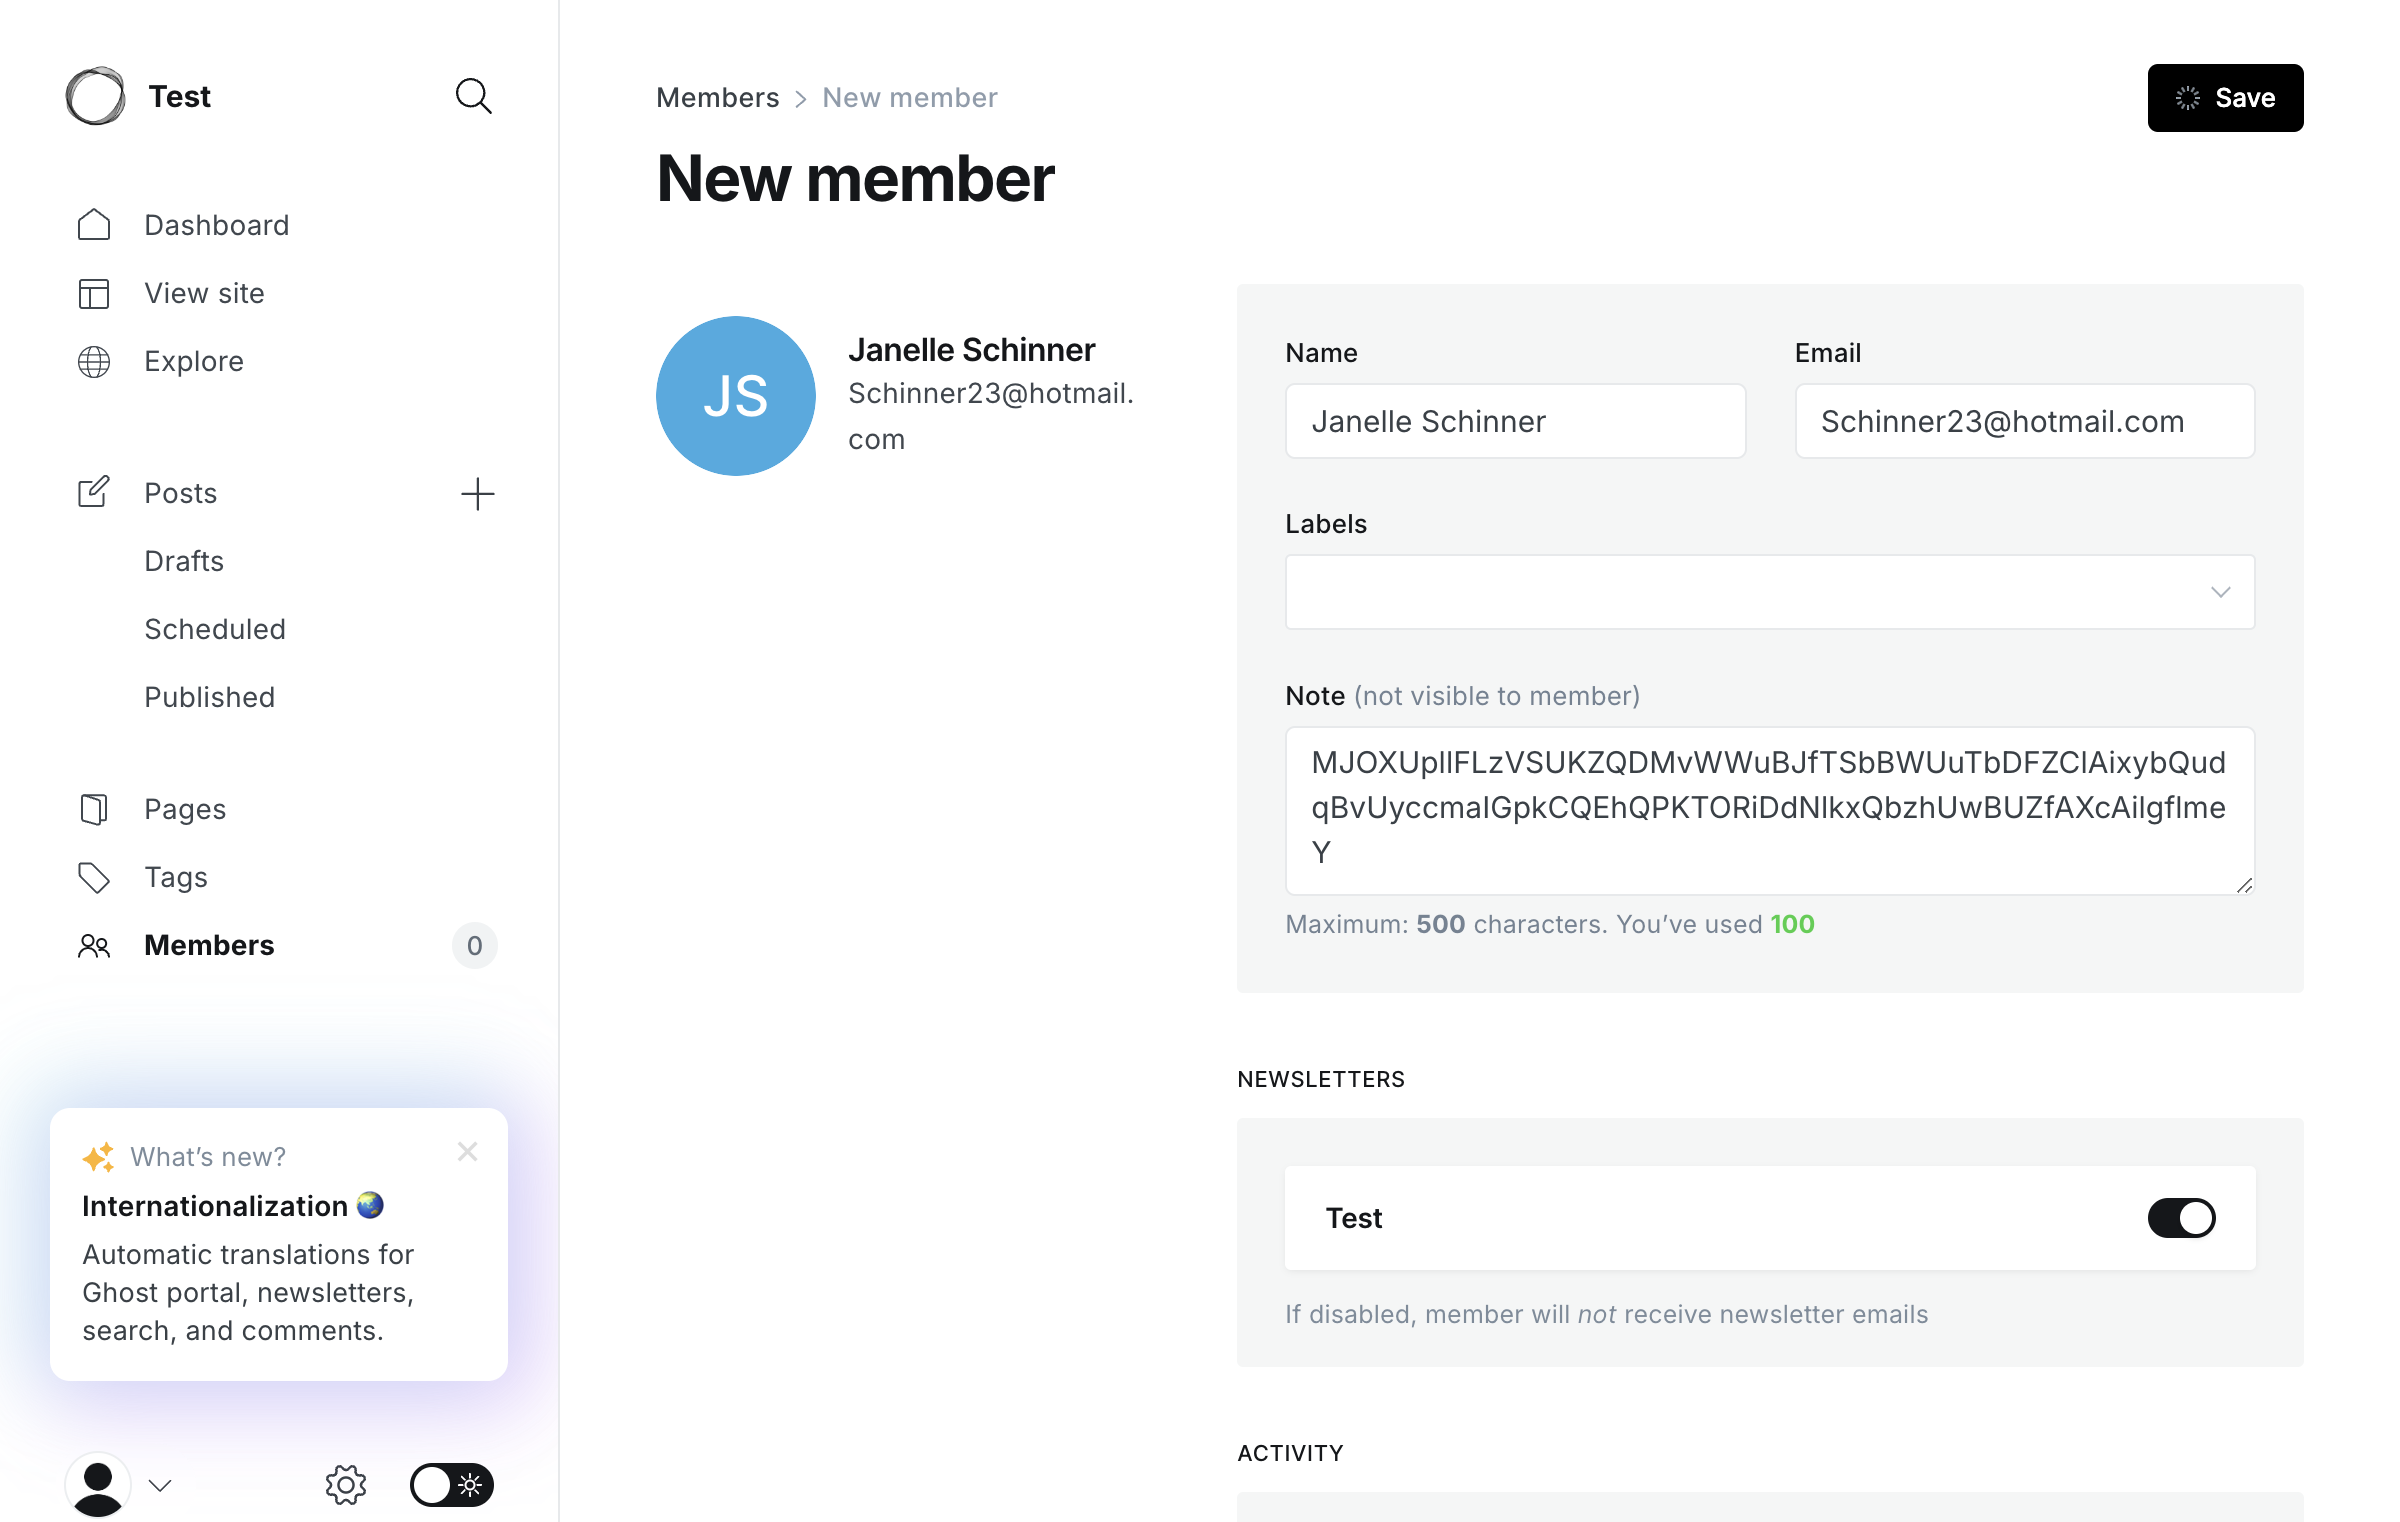 Test
Dashboard
View site
Explore
Posts
Drafts
Scheduled
Published
Pages
Tags
Members
0
What's new?
Internationalization 🌏
Automatic translations for
Ghost portal, newsletters,
search, and comments.
Members > New member
Save
New member
JS
Janelle Schinner
Schinner23@hotmail.
com
Name
Janelle Schinner
Email
Schinner23@hotmail.com
Labels
Note (not visible to member)
MJOXUplIFLzVSUKZQDMvWWuBJfTSbBWUuTbDFZClAixybQud
qBvUyccmaIGpkCQEhQPKTORiDdNlkxQbzhUwBUZfAXcAilgflme
Y
Maximum: 500 characters. You've used 100
NEWSLETTERS
Test
If disabled, member will not receive newsletter emails
ACTIVITY